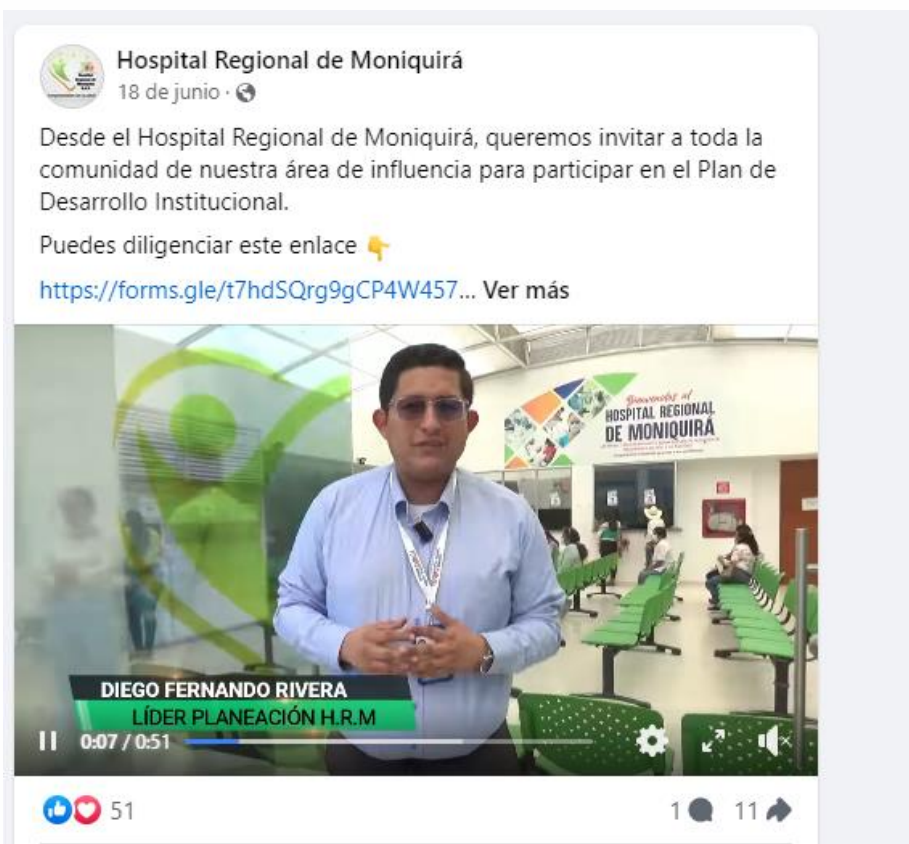 Hospital Regional de Moniquirá
18 de junio ·
Desde el Hospital Regional de Moniquirá, queremos invitar a toda la
comunidad de nuestra área de influencia para participar en el Plan de
Desarrollo Institucional.
Puedes diligenciar este enlace 👇
https://forms.gle/t7hdSQrg9gCP4W457... Ver más
Bienvenidos al
HOSPITAL REGIONAL
DE MONIQUIRÁ
5
5
DIEGO FERNANDO RIVERA
LÍDER PLANEACIÓN H.R.M
0:07 / 0:51
51
1
11